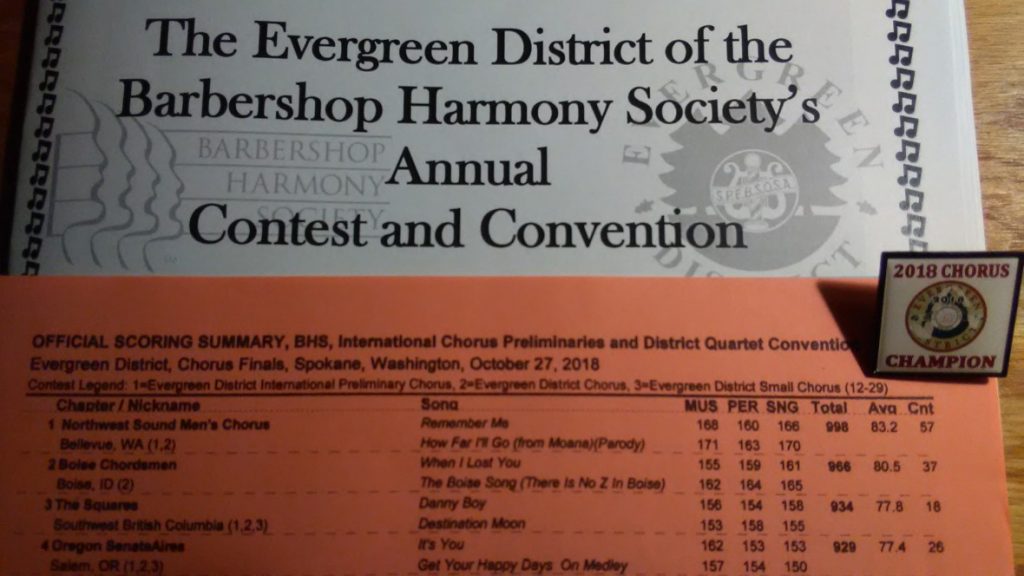 The Evergreen District of the
Barbershop Harmony Society's
Annual
Contest and Convention
BARBERSHOP
HARMONY
SOCIETY
EVERGREEN
DISTRICT
S.P.E.B.S.Q.S.A.
2018 CHORUS
2018
CHAMPION
OFFICIAL SCORING SUMMARY, BHS, International Chorus Preliminaries and District Quartet Convention
Evergreen District, Chorus Finals, Spokane, Washington, October 27, 2018
Contest Legend: 1=Evergreen District International Preliminary Chorus, 2=Evergreen District Chorus, 3=Evergreen District Small Chorus (12-29)
Chapter / Nickname Song MUS PER SNG Total Avg Cnt
1 Northwest Sound Men's Chorus Remember Me 168 160 166 998 83.2 57
Bellevue, WA (1,2) How Far I'll Go (from Moana)(Parody) 171 163 170
2 Boise Chordsmen When I Lost You 155 159 161 966 80.5 37
Boise, ID (2) The Boise Song (There Is No Z In Boise) 162 164 165
3 The Squares Danny Boy 156 154 158 934 77.8 18
Southwest British Columbia (1,2,3) Destination Moon 153 158 155
4 Oregon SenateAires It's You 162 153 153 929 77.4 26
Salem, OR (1,2,3) Get Your Happy Days On Medley 157 154 150